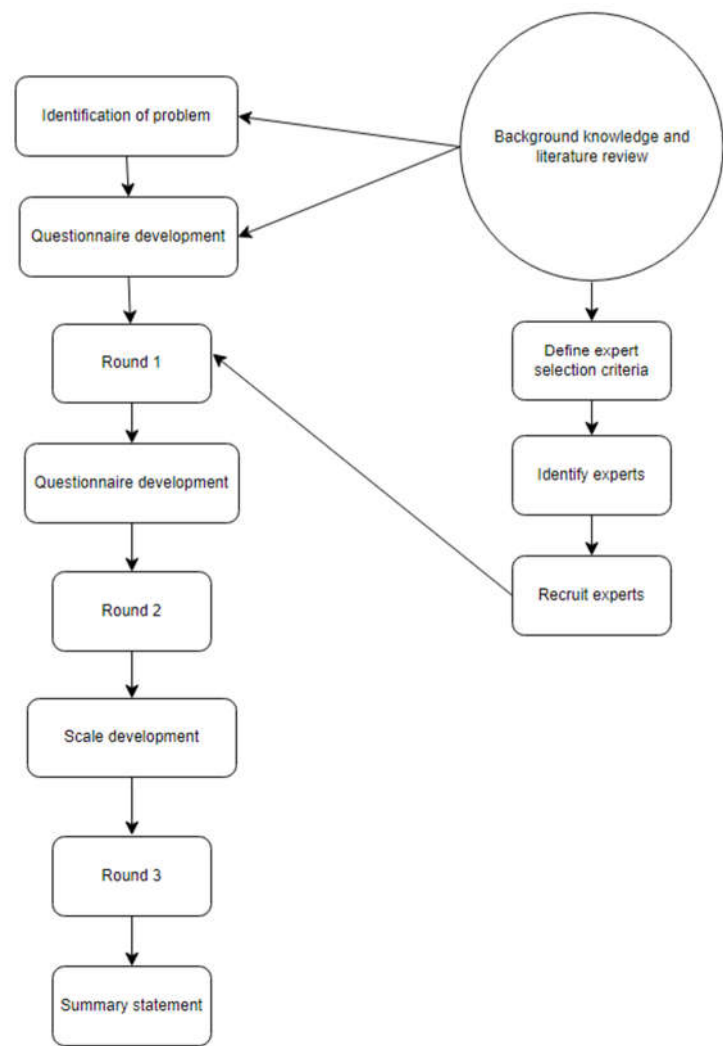 Identification of problem
Background knowledge and
literature review
Questionnaire development
Round 1
Define expert
selection criteria
Questionnaire development
Identify experts
Round 2
Recruit experts
Scale development
Round 3
Summary statement